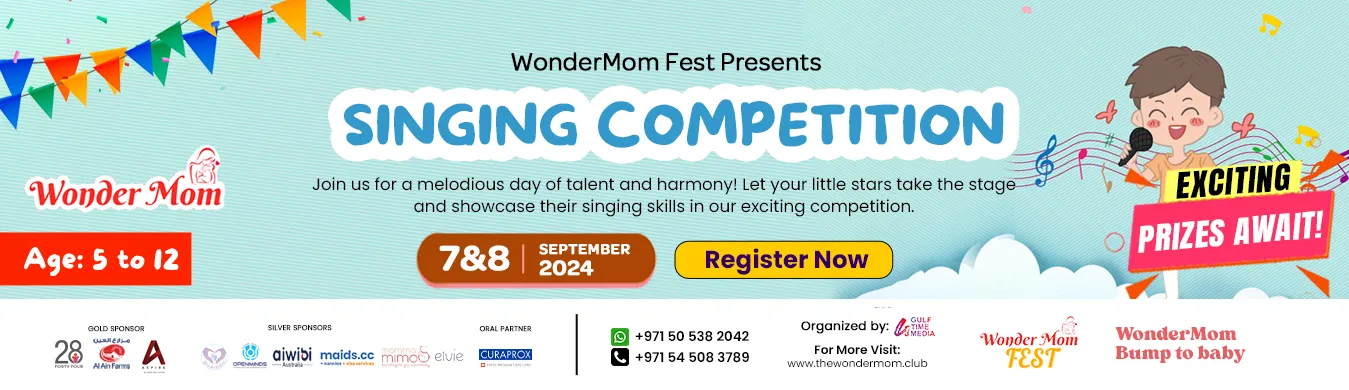 WonderMom Fest Presents
SINGING COMPETITION
Wonder Mom
Join us for a melodious day of talent and harmony! Let your little stars take the stage
and showcase their singing skills in our exciting competition.
EXCITING
PRIZES AWAIT!
Age: 5 to 12
7&8 | SEPTEMBER
2024
Register Now
GOLD SPONSOR
28
FORTY FOUR
مزارع العين
Al Ain Farms
ASPIRE
SILVER SPONSORS
OPENMINDS
aiwibi
Australia
maids.cc
mamma
mimo
elvie
ORAL PARTNER
CURAPROX
+971 50 538 2042
+971 54 508 3789
Organized by:
GULF
TIME
MEDIA
For More Visit:
www.thewondermom.club
Wonder Mom
FEST
WonderMom
Bump to baby